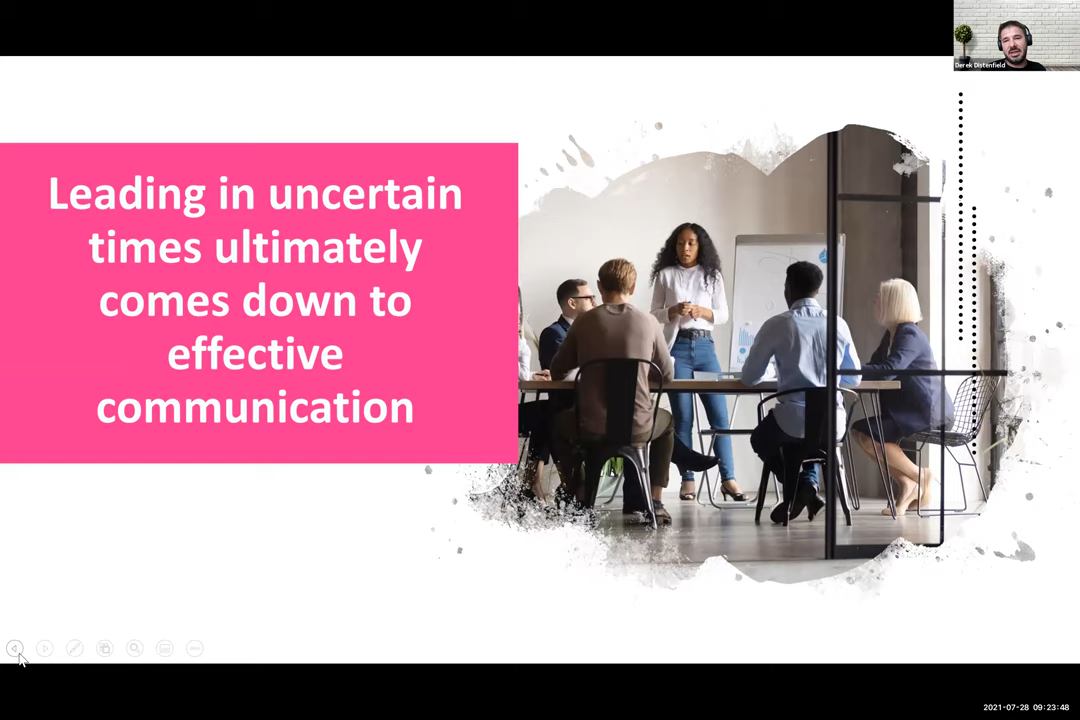 Derek Distenfield
Leading in uncertain
times ultimately
comes down to
effective
communication
2021-07-28 09:23:48